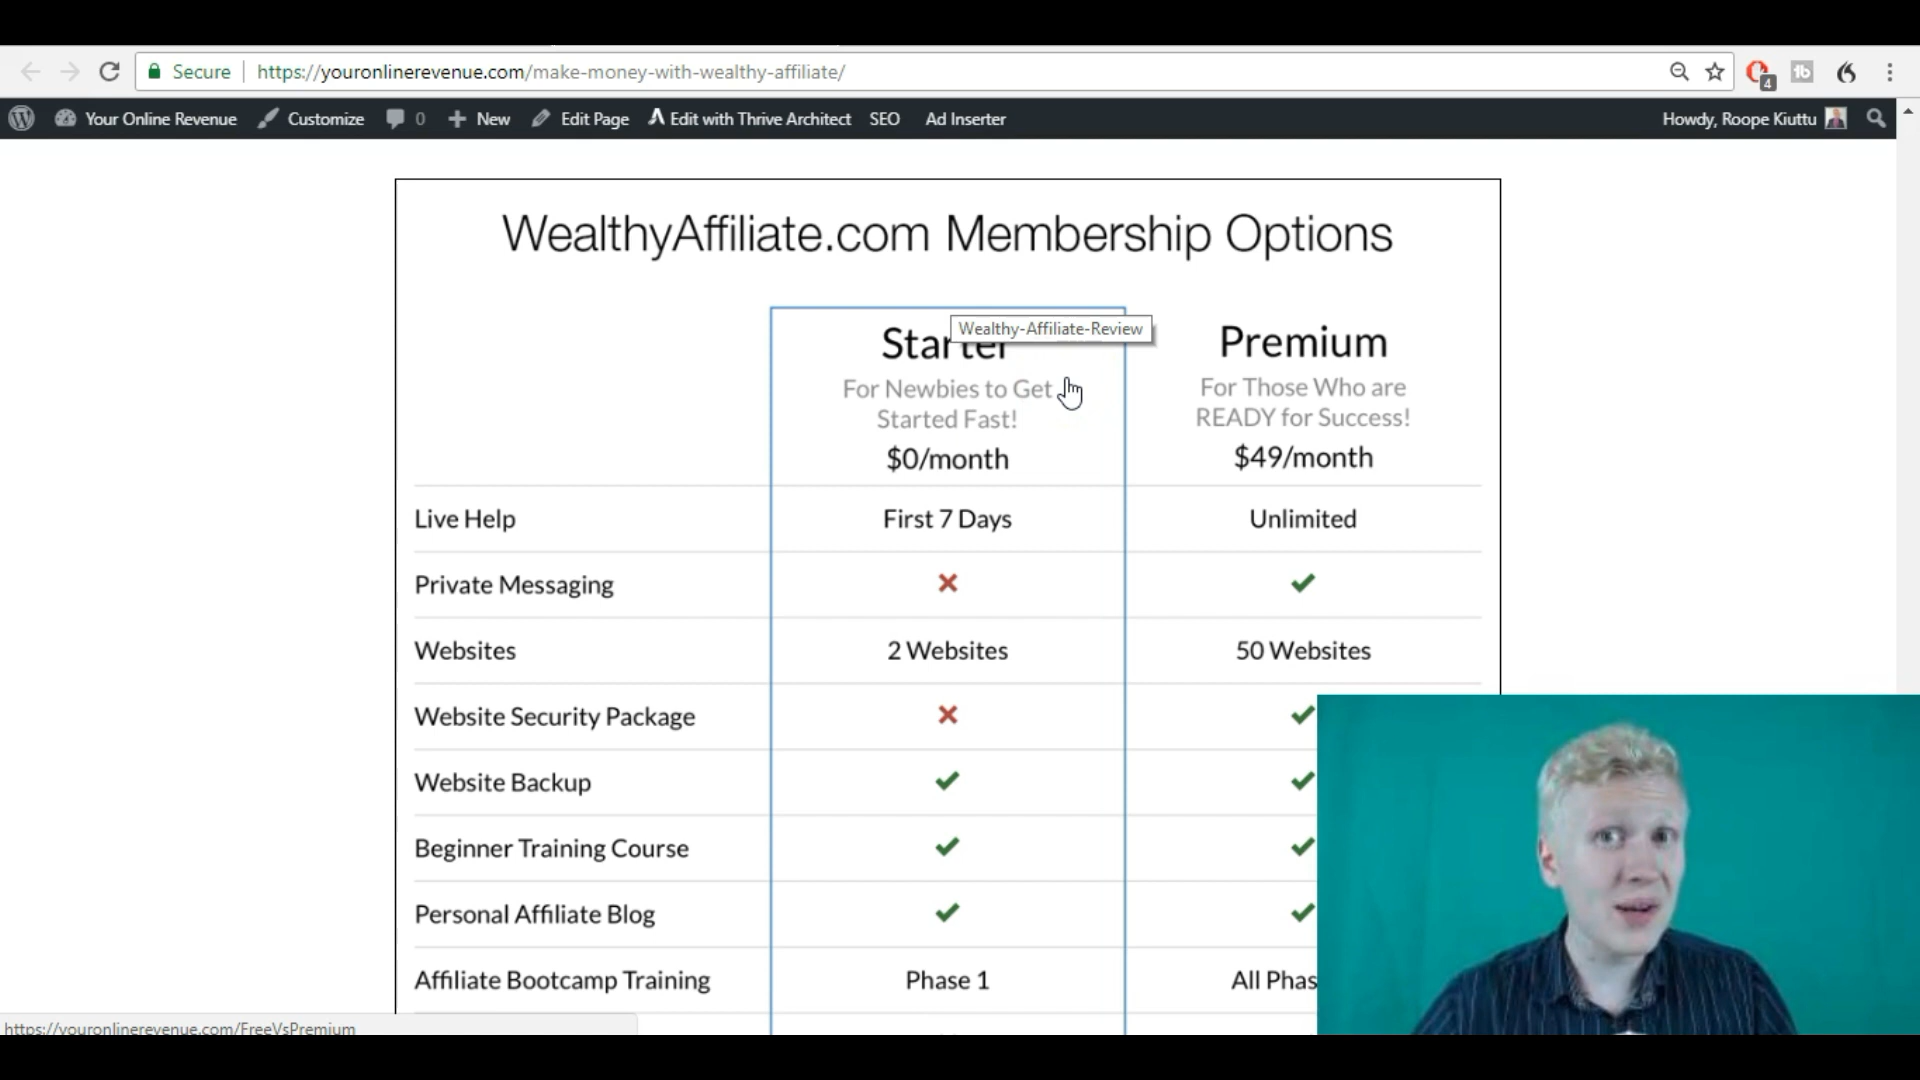 Secure https://youronlinerevenue.com/make-money-with-wealthy-affiliate/
4
Your Online Revenue Customize 0 New Edit Page Edit with Thrive Architect SEO Ad Inserter Howdy, Roope Kiuttu
WealthyAffiliate.com Membership Options
Wealthy-Affiliate-Review
Starter Premium
For Newbies to Get For Those Who are
Started Fast! READY for Success!
$0/month $49/month
Live Help First 7 Days Unlimited
Private Messaging
Websites 2 Websites 50 Websites
Website Security Package
Website Backup
Beginner Training Course
Personal Affiliate Blog
Affiliate Bootcamp Training Phase 1 All Phas
https://youronlinerevenue.com/FreeVsPremium